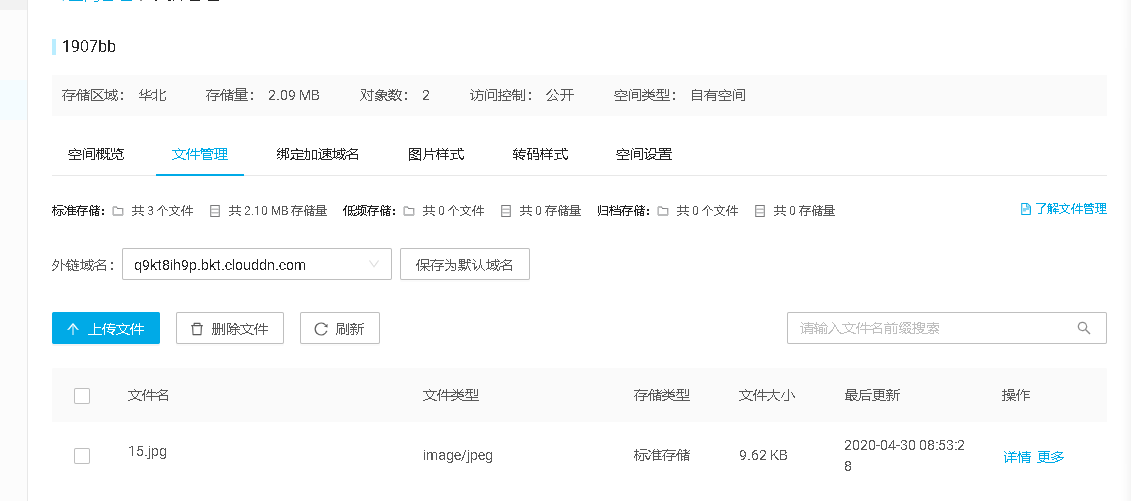 1907bb
存储区域： 华北 存储量： 2.09 MB 对象数： 2 访问控制： 公开 空间类型： 自有空间
空间概览 文件管理 绑定加速域名 图片样式 转码样式 空间设置
标准存储： 共 3 个文件 共 2.10 MB 存储量 低频存储： 共 0 个文件 共 0 存储量 归档存储： 共 0 个文件 共 0 存储量 了解文件管理
外链域名： q9kt8ih9p.bkt.clouddn.com 保存为默认域名
上传文件 删除文件 刷新 请输入文件名前缀搜索
文件名 文件类型 存储类型 文件大小 最后更新 操作
15.jpg image/jpeg 标准存储 9.62 KB 2020-04-30 08:53:2
8 详情 更多